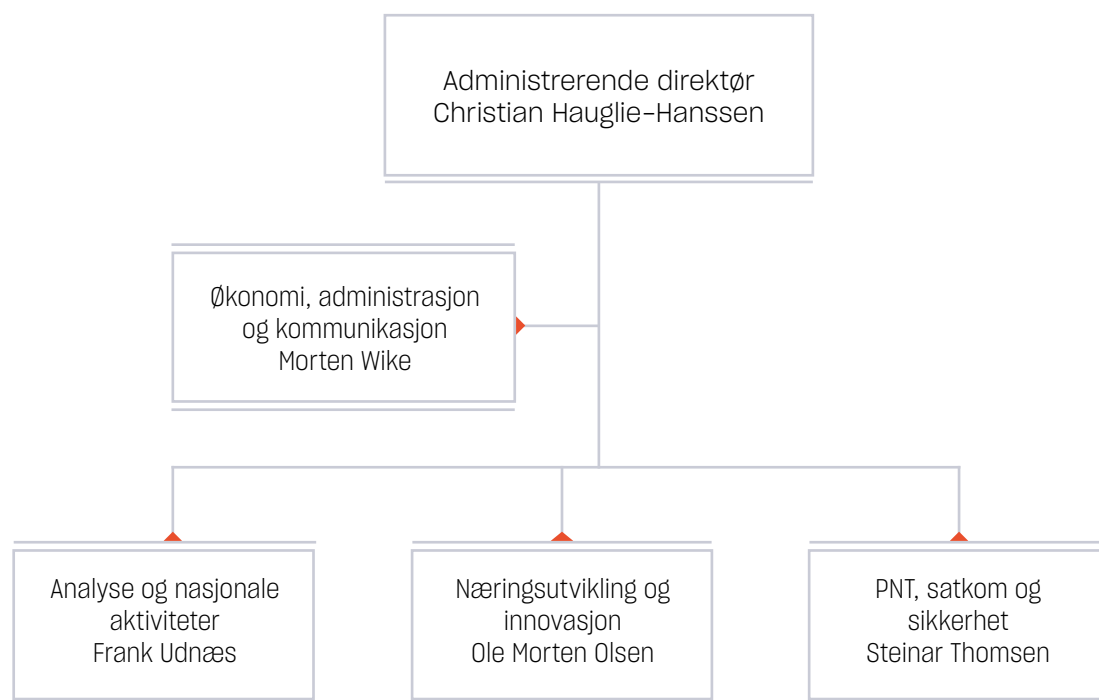 Administrerende direktør
Christian Hauglie-Hanssen
Økonomi, administrasjon
og kommunikasjon
Morten Wike
Analyse og nasjonale
aktiviteter
Frank Udnæs
Næringsutvikling og
innovasjon
Ole Morten Olsen
PNT, satkom og
sikkerhet
Steinar Thomsen